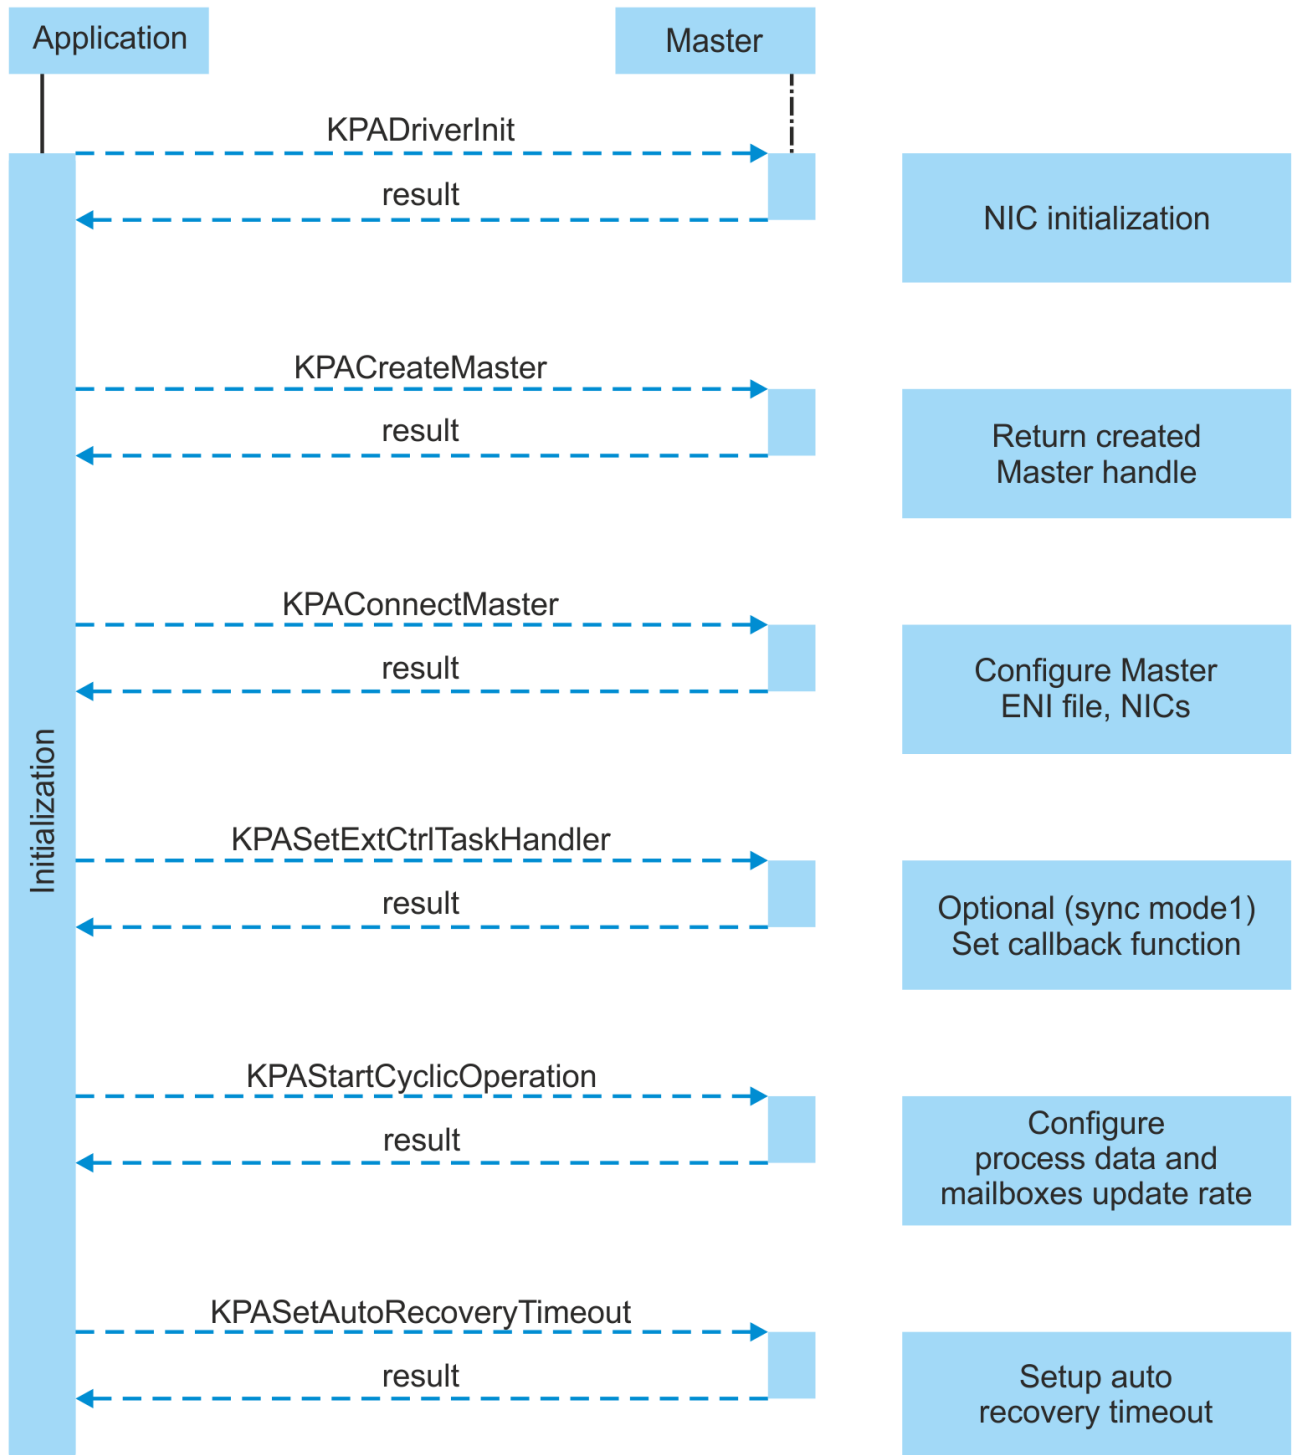 Application
Master
KPADriverInit
result
NIC initialization
KPACreateMaster
result
Return created
Master handle
KPAConnectMaster
result
Configure Master
ENI file, NICs
Initialization
KPASetExtCtrlTaskHandler
result
Optional (sync mode1)
Set callback function
KPAStartCyclicOperation
result
Configure
process data and
mailboxes update rate
KPASetAutoRecoveryTimeout
result
Setup auto
recovery timeout